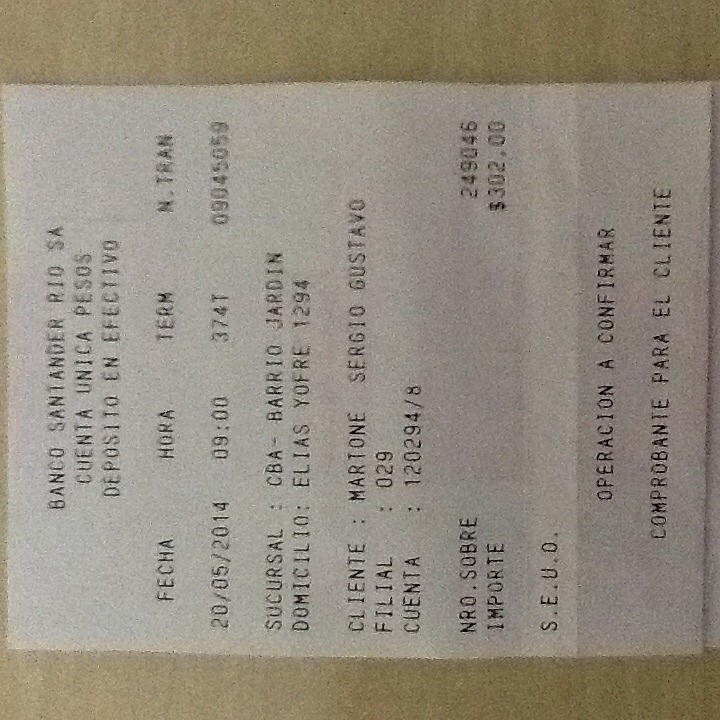 BANCO SANTANDER RIO SA
CUENTA UNICA PESOS
DEPOSITO EN EFECTIVO
FECHA HORA TERM N.TRAN
20/05/2014 09:00 374T 09045059
SUCURSAL : CBA- BARRIO JARDIN
DOMICILIO: ELIAS YOFRE 1294
CLIENTE : MARTONE SERGIO GUSTAVO
FILIAL : 029
CUENTA : 120294/8
NRO.SOBRE 249046
IMPORTE $302,00
S.E.U.O.
OPERACION A CONFIRMAR
COMPROBANTE PARA EL CLIENTE